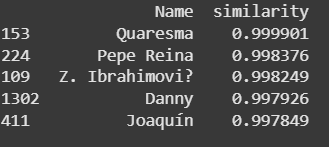 Name similarity
153 Quaresma 0.999901
224 Pepe Reina 0.998376
109 Z. Ibrahimovi? 0.998249
1302 Danny 0.997926
411 Joaquín 0.997849